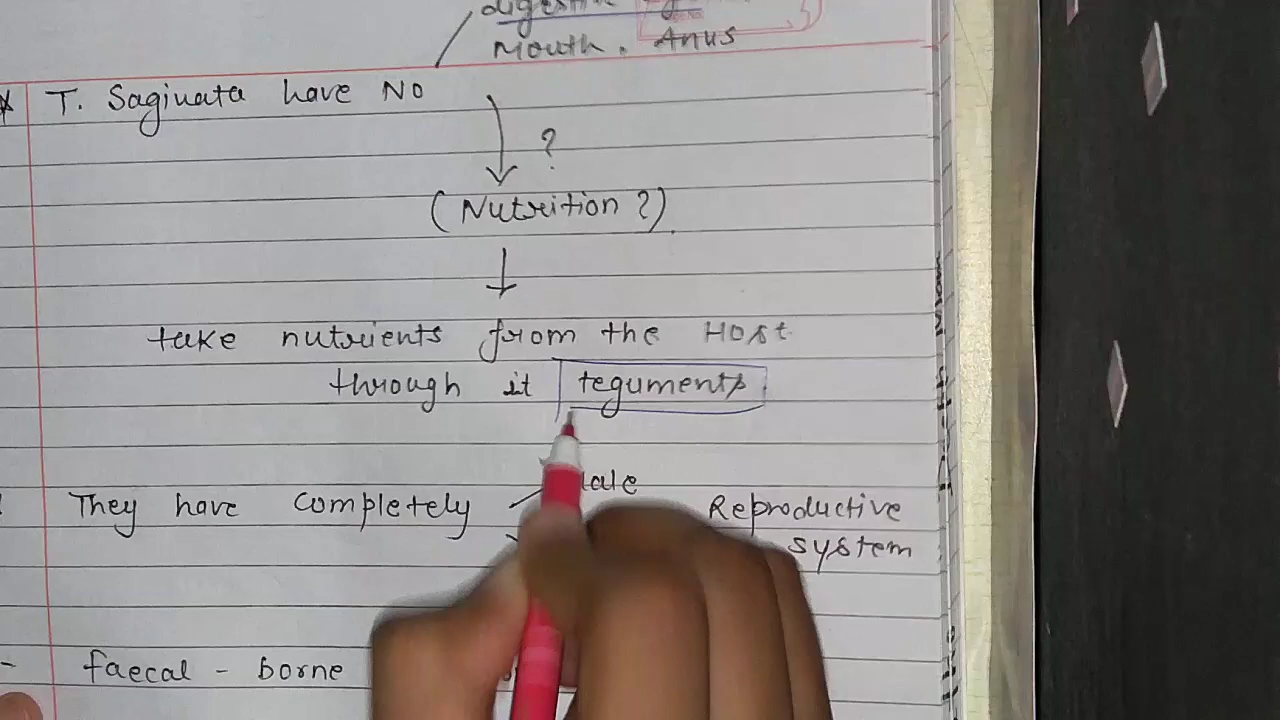 Mouth. Anus
T. Saginata have NO
?
(Nutrition ?)
take nutrients from the Host
through it teguments
They have completely
Reproductive
system
faecal - borne